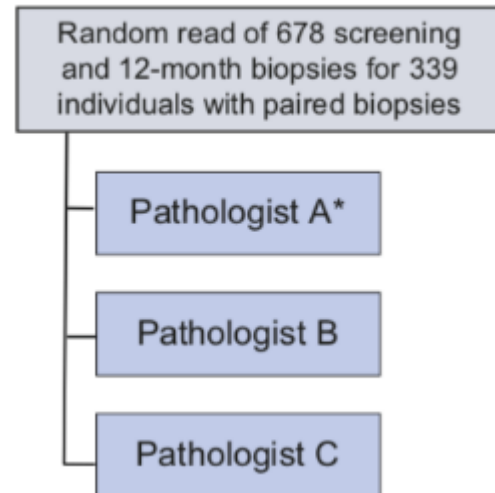 Random read of 678 screening
and 12-month biopsies for 339
individuals with paired biopsies
Pathologist A*
Pathologist B
Pathologist C